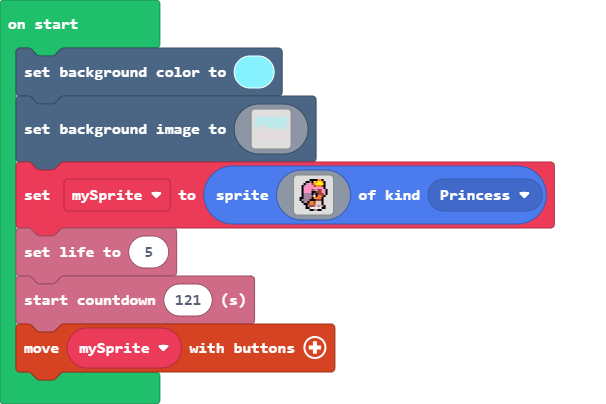 on start
set background color to
set background image to
set mySprite to sprite of kind Princess
set life to 5
start countdown 121 (s)
move mySprite with buttons